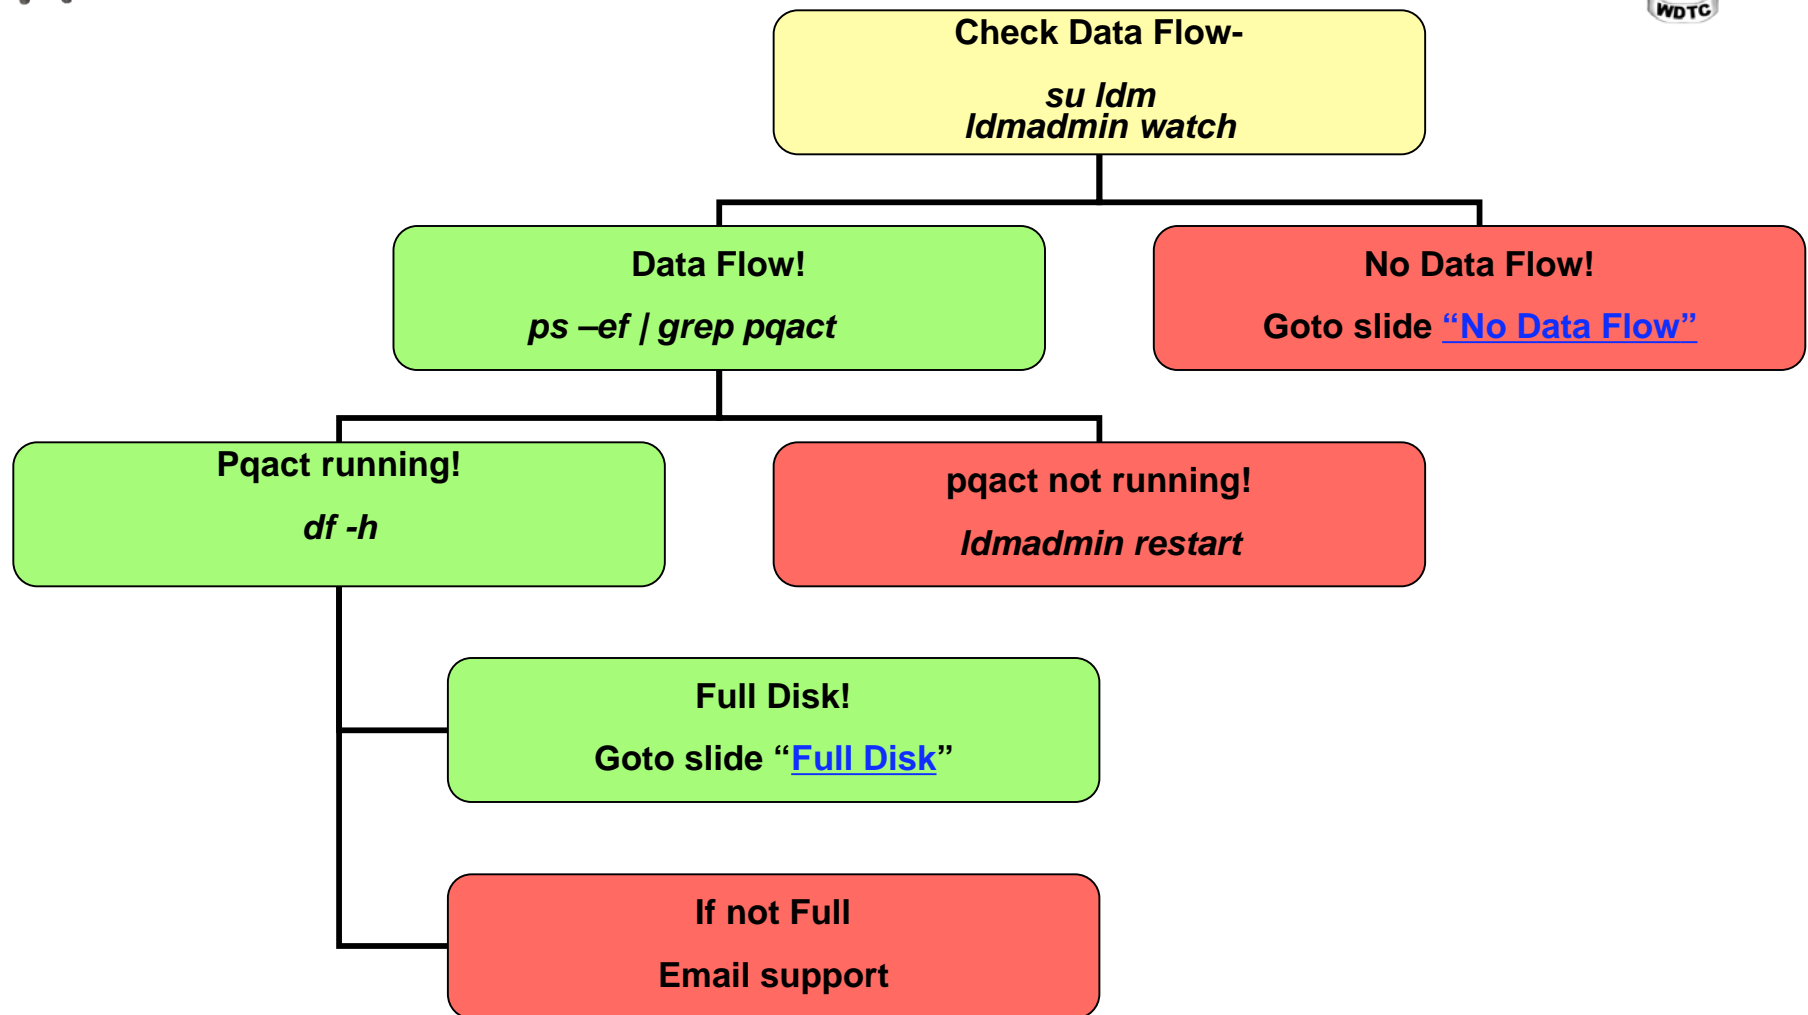 WDTC
Check Data Flow-
su ldm
ldmadmin watch
Data Flow!
ps –ef | grep pqact
No Data Flow!
Goto slide “No Data Flow”
Pqact running!
df -h
pqact not running!
ldmadmin restart
Full Disk!
Goto slide “Full Disk”
If not Full
Email support